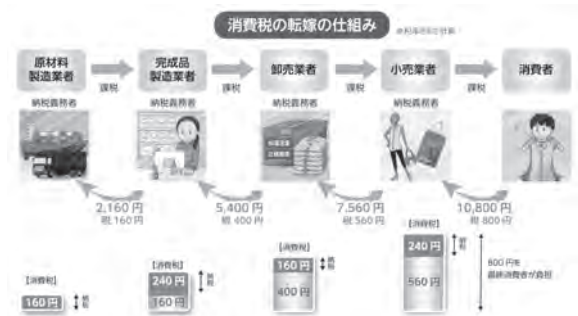 消費税の転嫁の仕組み
原材料
製造業者
完成品
製造業者
卸売業者
小売業者
消費者
課税
課税
課税
課税
納税義務者
納税義務者
納税義務者
納税義務者
2,160円
税160円
5,400円
税400円
7,560円
税560円
10,800円
税800円
【消費税】
160円
納税
【消費税】
240円
160円
納税
【消費税】
160円
400円
納税
【消費税】
240円
560円
納税
800円を
最終消費者が負担